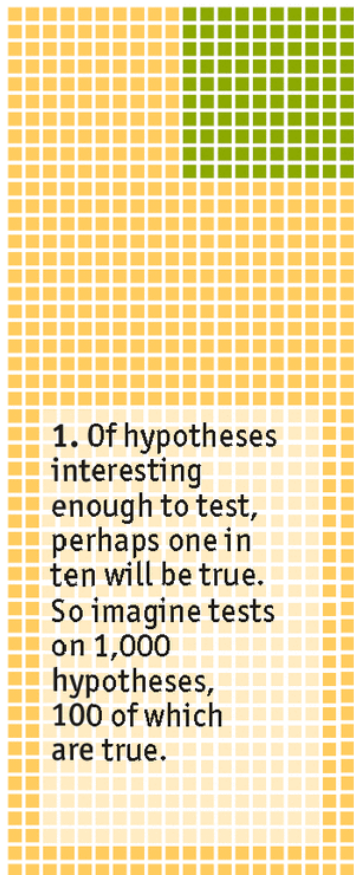 1. Of hypotheses
interesting
enough to test,
perhaps one in
ten will be true.
So imagine tests
on 1,000
hypotheses,
100 of which
are true.